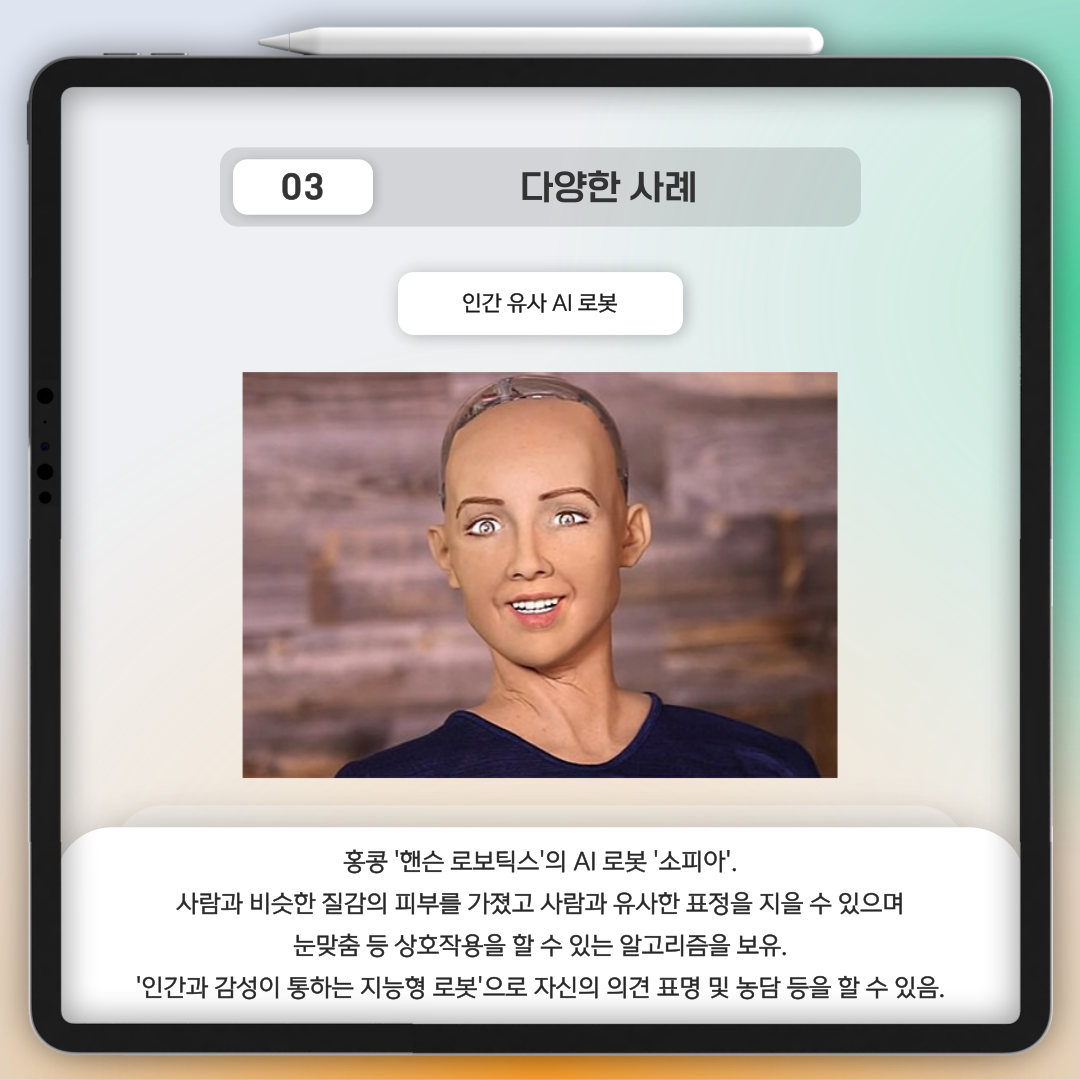 03
다양한 사례
인간 유사 AI 로봇
홍콩 '핸슨 로보틱스'의 AI 로봇 '소피아'.
사람과 비슷한 질감의 피부를 가졌고 사람과 유사한 표정을 지을 수 있으며
눈맞춤 등 상호작용을 할 수 있는 알고리즘을 보유.
'인간과 감성이 통하는 지능형 로봇'으로 자신의 의견 표명 및 농담 등을 할 수 있음.